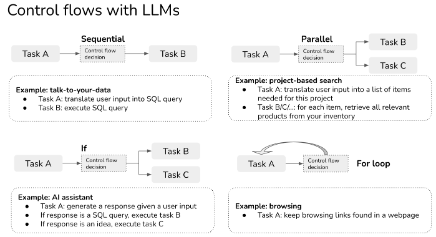 Control flows with LLMs
Sequential
Task A
Control flow
decision
Task B
Example: talk-to-your-data
● Task A: translate user input into SQL query
● Task B: execute SQL query
Parallel
Task A
Control flow
decision
Task B
Task C
Example: project-based search
● Task A: translate user input into a list of items
needed for this project
● Task B/C/...: for each item, retrieve all relevant
products from your inventory
If
Task A
Control flow
decision
Task B
Task C
Example: AI assistant
● Task A: generate a response given a user input
● If response is a SQL query, execute task B
● If response is an idea, execute task C
Task A
Control flow
decision
For loop
Example: browsing
● Task A: keep browsing links found in a webpage